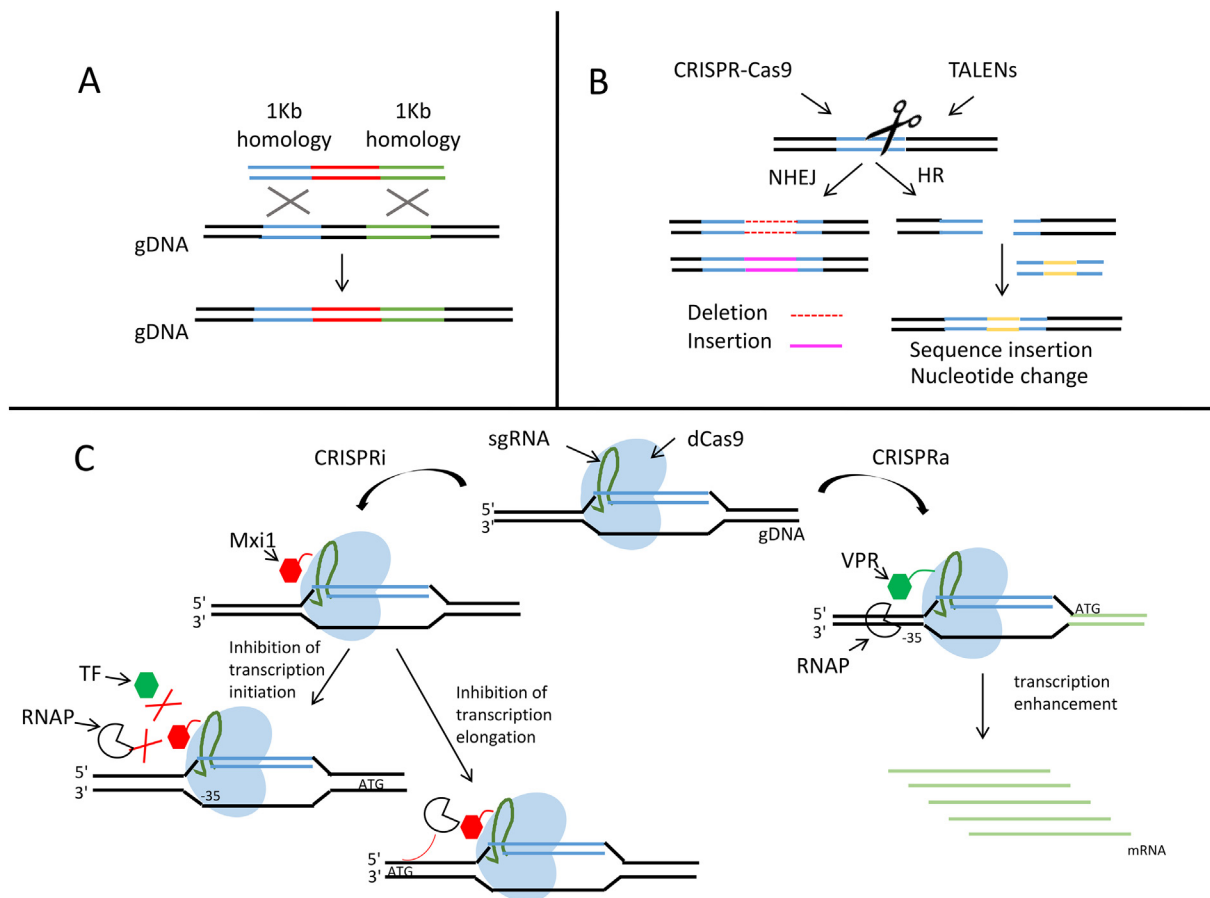 A
1Kb
homology
1Kb
homology
gDNA
gDNA
B
CRISPR-Cas9
TALENs
NHEJ
HR
Deletion
Insertion
Sequence insertion
Nucleotide change
C
sgRNA
dCas9
CRISPRi
CRISPRa
5'
3'
gDNA
Mxi1
5'
3'
VPR
5'
3'
ATG
-35
RNAP
Inhibition of
transcription
initiation
Inhibition of
transcription
elongation
transcription
enhancement
TF
RNAP
5'
3'
-35
ATG
5'
3'
ATG
mRNA